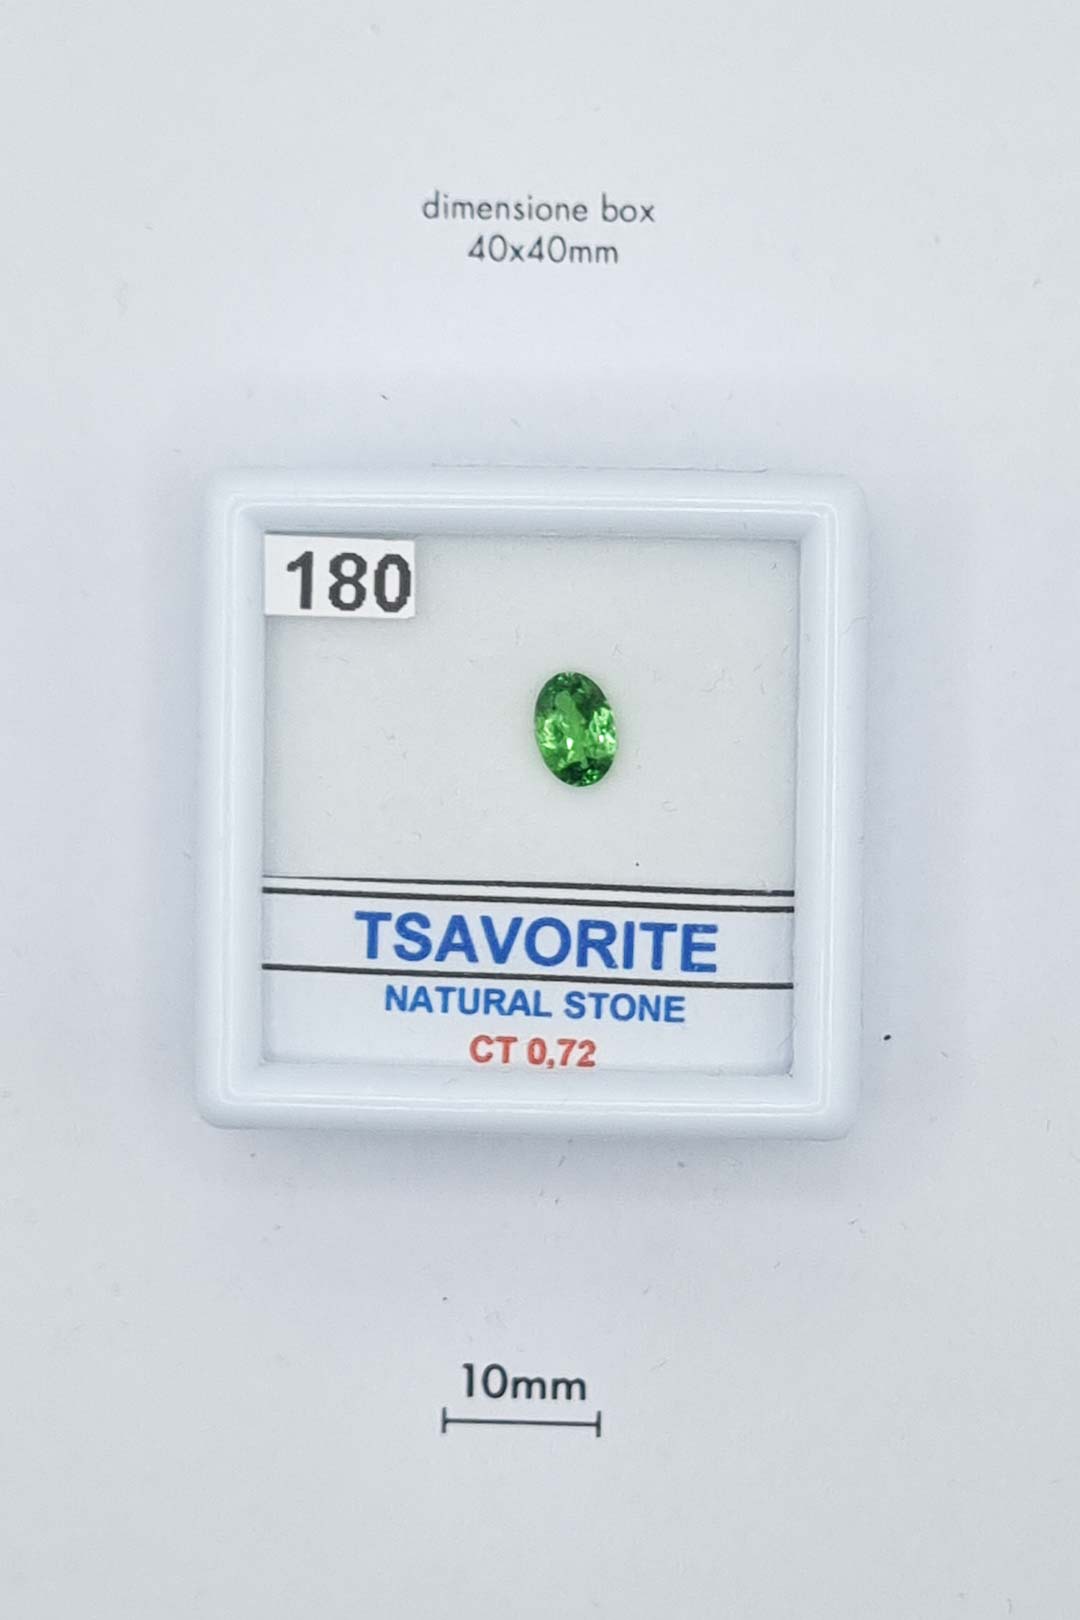 dimensione box
40x40mm
180
TSAVORITE
NATURAL STONE
CT 0,72
10mm